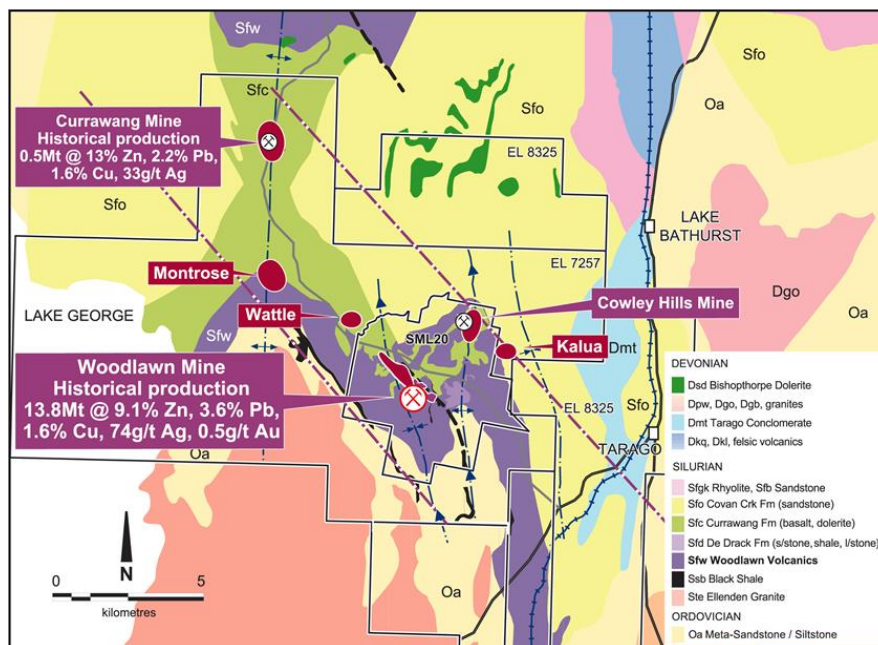 Sfw
Sfc
Currawang Mine
Historical production
0.5Mt @ 13% Zn, 2.2% Pb,
1.6% Cu, 33g/t Ag
Sfo
Sfo
EL 8325
Sfo
Oa
LAKE
BATHURST
Dgo
Oa
Montrose
EL 7257
LAKE GEORGE
Wattle
Cowley Hills Mine
SML20
Sfw
Kalua
Dmt
Woodlawn Mine
Historical production
13.8Mt @ 9.1% Zn, 3.6% Pb,
1.6% Cu, 74g/t Ag, 0.5g/t Au
EL 8325
Sfo
TARAGO
Oa
Oa
N
0 5
kilometres
DEVONIAN
Dsd Bishopthorpe Dolerite
Dpw, Dgo, Dgb, granites
Dmt Tarago Conclomerate
Dkq, Dkl, felsic volcanics
SILURIAN
Sfgk Rhyolite, Sfb Sandstone
Sfo Covan Crk Fm (sandstone)
Sfc Currawang Fm (basalt, dolerite)
Sfd De Drack Fm (s/stone, shale, l/stone)
Sfw Woodlawn Volcanics
Ssb Black Shale
Ste Ellenden Granite
ORDOVICIAN
Oa Meta-Sandstone / Siltstone